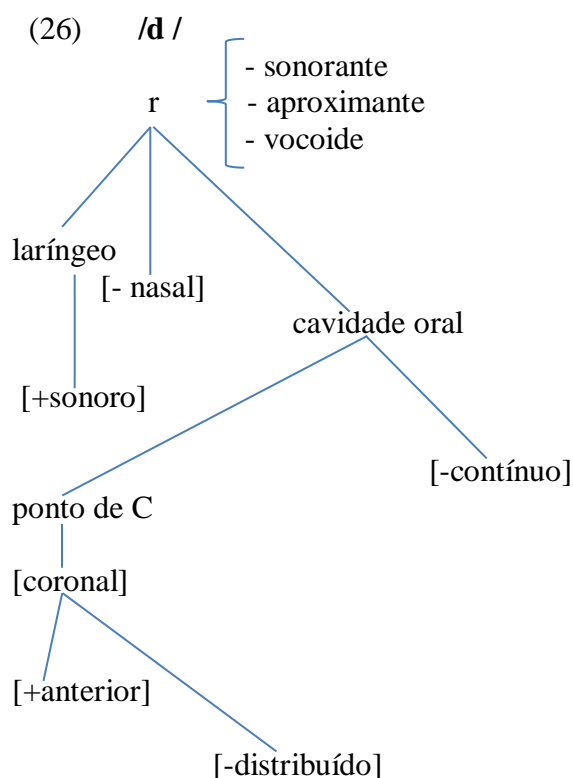 (26) /d /
- sonorante
r - aproximante
- vocoide
laríngeo
[- nasal]
cavidade oral
[+sonoro]
[-contínuo]
ponto de C
[coronal]
[+anterior]
[-distribuído]